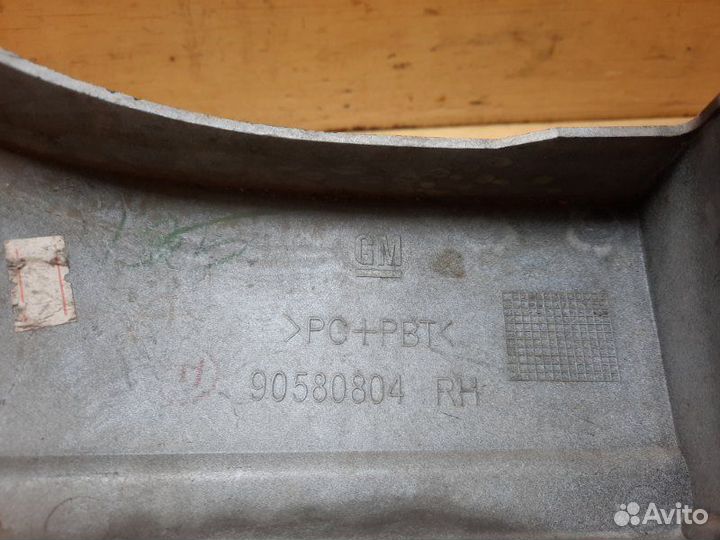 GM
>PC+PBT<
90580804 RH
Avito